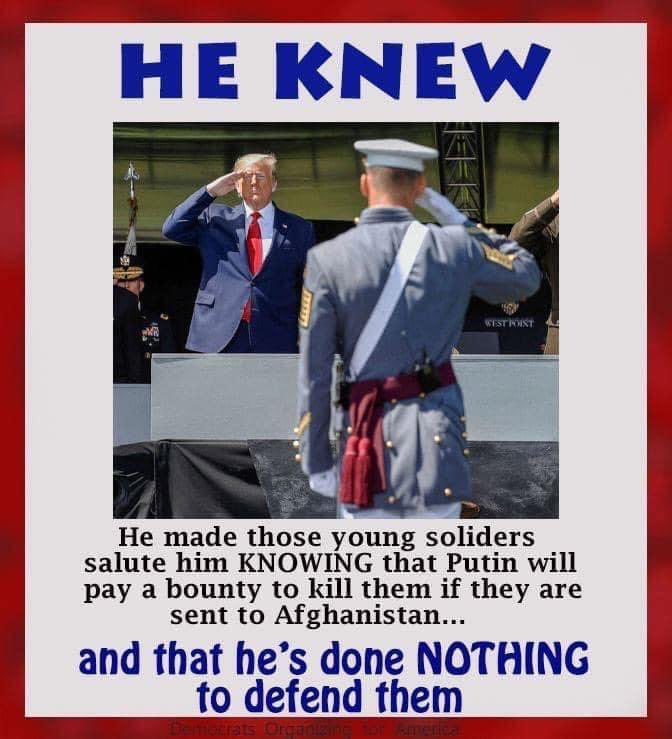 HE KNEW
WEST POINT
He made those young soliders
salute him KNOWING that Putin will
pay a bounty to kill them if they are
sent to Afghanistan...
and that he's done NOTHING
to defend them
Democrats Organizing for America